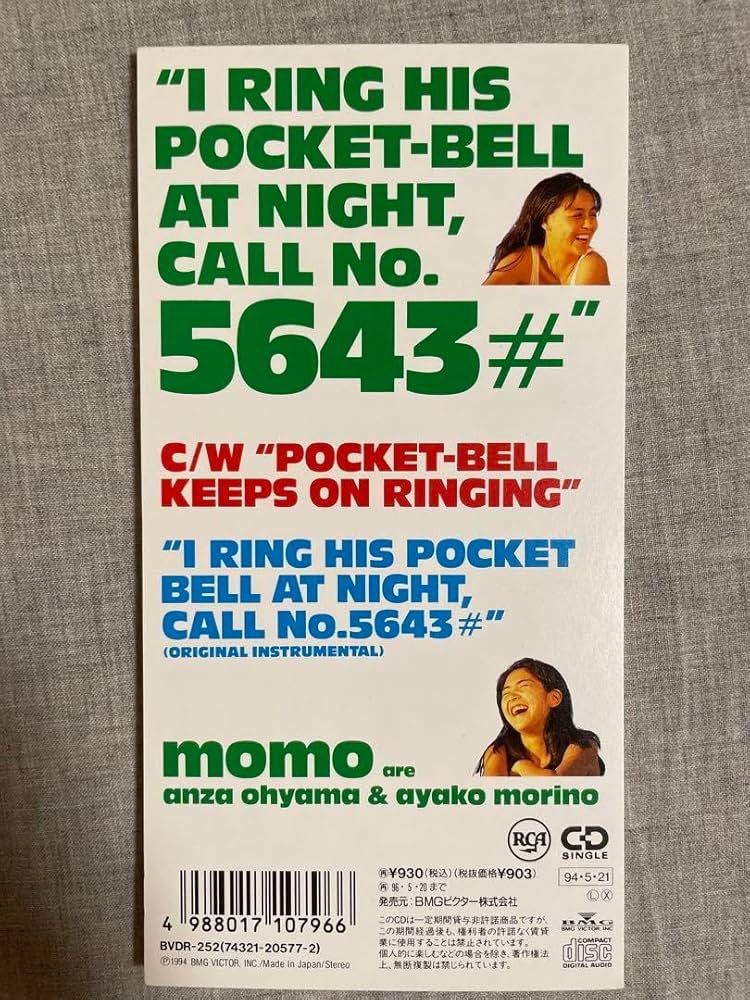 “I RING HIS
POCKET-BELL
AT NIGHT,
CALL No.
5643#”
C/W “POCKET-BELL
KEEPS ON RINGING”
“I RING HIS POCKET
BELL AT NIGHT,
CALL No.5643#”
(ORIGINAL INSTRUMENTAL)
momo are
anza ohyama & ayako morino
RCA CD
SINGLE
4 988017 107966
BVDR-252(74321-20577-2)
Ⓟ1994 BMG VICTOR, INC./Made in Japan/Stereo
㋵¥930(税込)(税抜価格¥903)
㋵96・5・20まで
発売元:BMGビクター株式会社
94・5・21
Ⓛ Ⓧ
このCDは一定期間貸与非許諾商品ですが、
この期間経過後も、権利者の許諾なく賃貸
業に使用することは禁止されています。
個人的に楽しむなどの場合を除き、著作権法
上、無断複製は禁じられています。
BMG
BMG VICTOR INC
COMPACT
disc
DIGITAL AUDIO